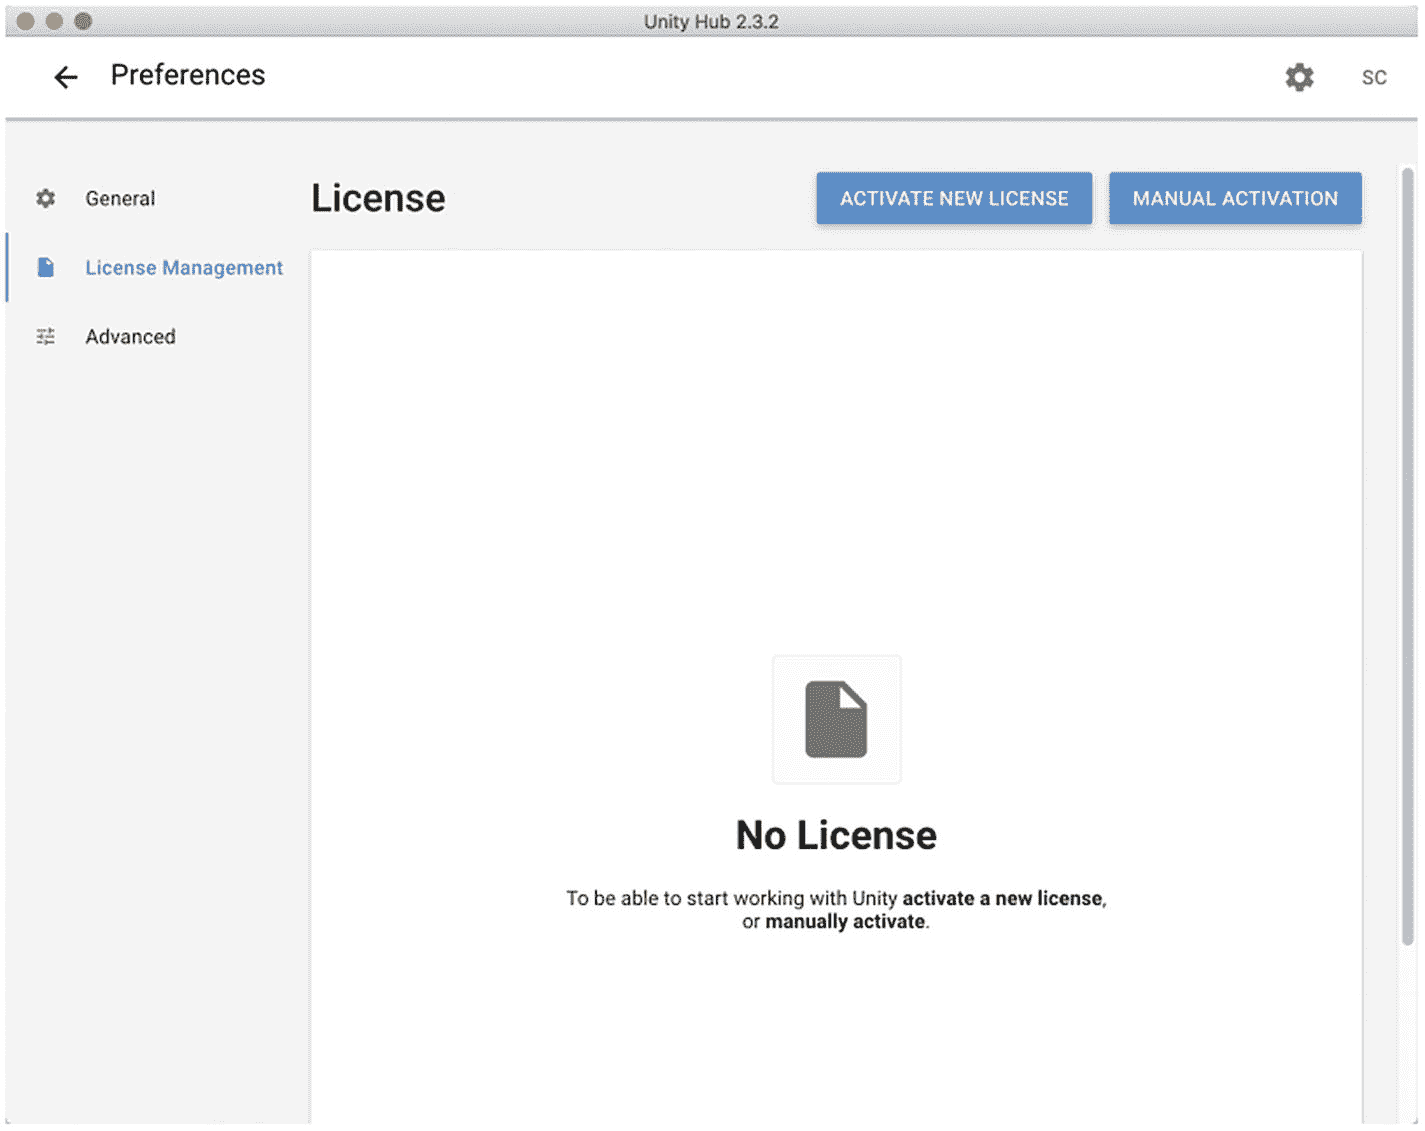 Unity Hub 2.3.2
Preferences
SC
General
License Management
Advanced
License
ACTIVATE NEW LICENSE
MANUAL ACTIVATION
No License
To be able to start working with Unity activate a new license,
or manually activate.